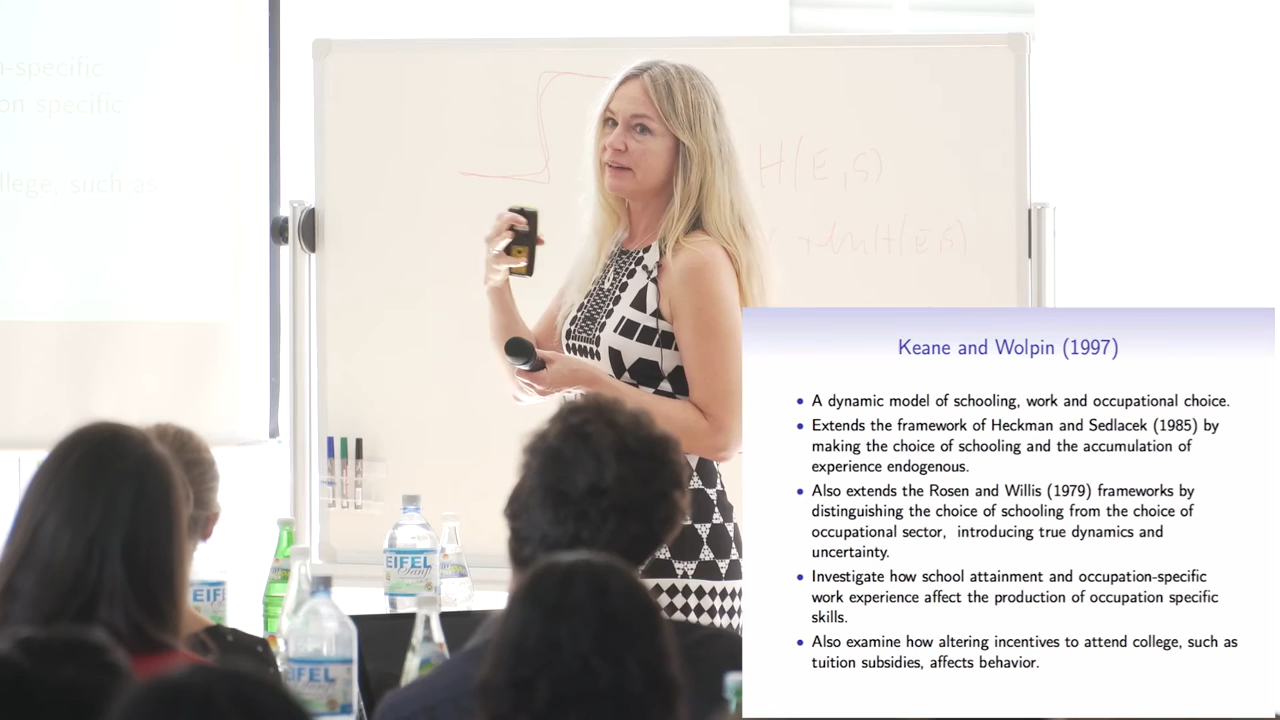 n-specific
on specific
llege, such as
H(E,S)
+ln(H(E,S)
EIFEL
Sanft
EIF
EIFEL
Sanft
Keane and Wolpin (1997)
• A dynamic model of schooling, work and occupational choice.
• Extends the framework of Heckman and Sedlacek (1985) by
making the choice of schooling and the accumulation of
experience endogenous.
• Also extends the Rosen and Willis (1979) frameworks by
distinguishing the choice of schooling from the choice of
occupational sector, introducing true dynamics and
uncertainty.
• Investigate how school attainment and occupation-specific
work experience affect the production of occupation specific
skills.
• Also examine how altering incentives to attend college, such as
tuition subsidies, affects behavior.